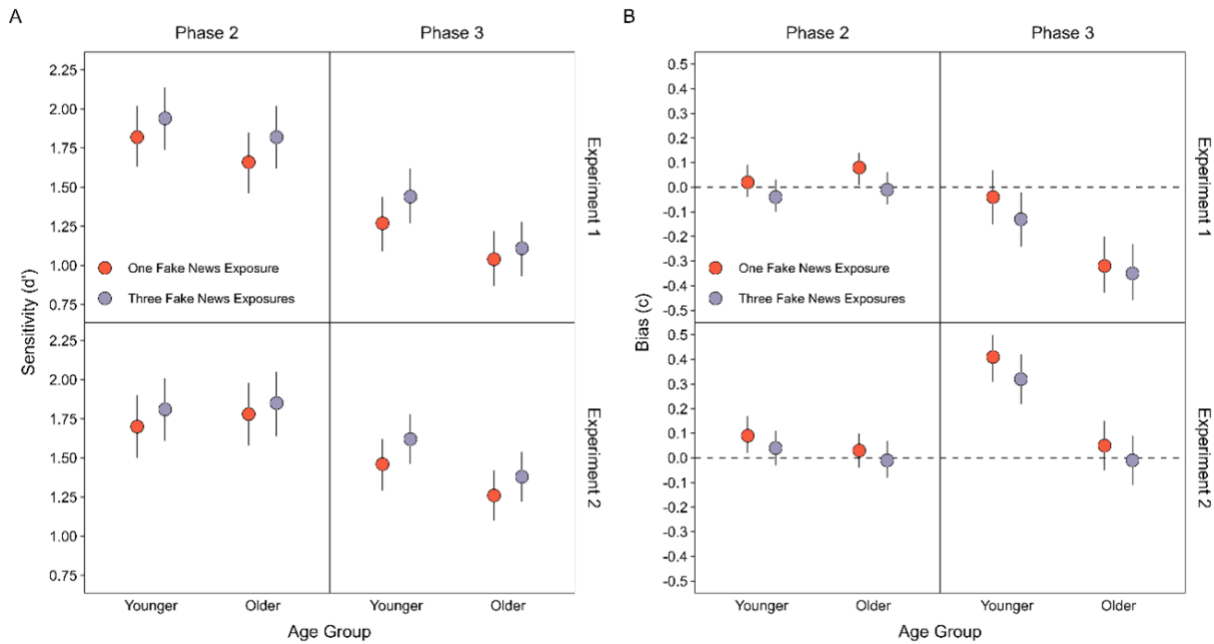 A
Phase 2
Phase 3
Sensitivity (d')
2.25
2.00
1.75
1.50
1.25
1.00
0.75
One Fake News Exposure
Three Fake News Exposures
Experiment 1
2.25
2.00
1.75
1.50
1.25
1.00
0.75
Experiment 2
Younger
Older
Younger
Older
Age Group
B
Phase 2
Phase 3
Bias (c)
0.5
0.4
0.3
0.2
0.1
0.0
-0.1
-0.2
-0.3
-0.4
-0.5
One Fake News Exposure
Three Fake News Exposures
Experiment 1
0.5
0.4
0.3
0.2
0.1
0.0
-0.1
-0.2
-0.3
-0.4
-0.5
Experiment 2
Younger
Older
Younger
Older
Age Group